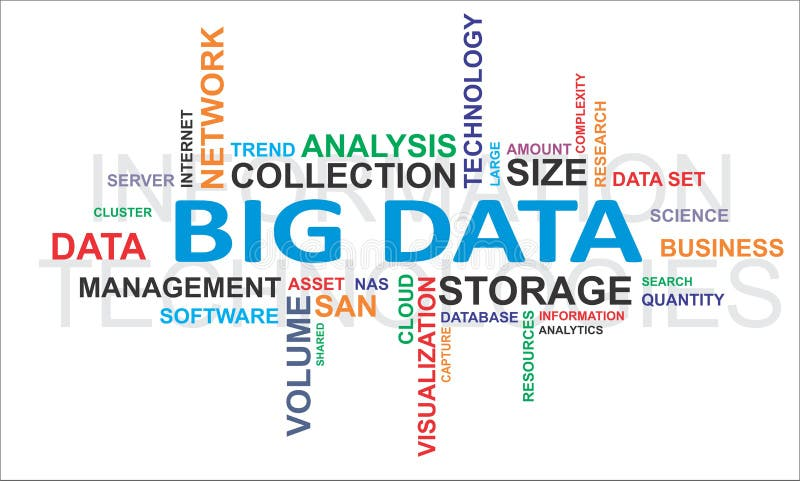 INFORMATION
TECHNOLOGIES
INTERNET
NETWORK
TREND
ANALYSIS
TECHNOLOGY
LARGE
AMOUNT
COMPLEXITY
RESEARCH
SERVER
COLLECTION
SIZE
DATA SET
CLUSTER
BIG DATA
SCIENCE
DATA
BUSINESS
MANAGEMENT
ASSET
NAS
CLOUD
STORAGE
SEARCH
SOFTWARE
VOLUME
SAN
VISUALIZATION
QUANTITY
SHARED
CAPTURE
DATABASE
RESOURCES
INFORMATION
ANALYTICS